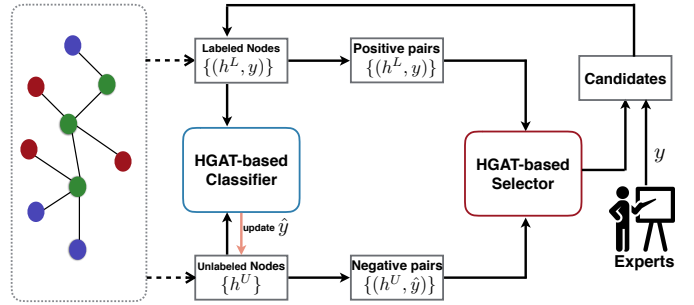 Labeled Nodes
{(h^L, y)}
Positive pairs
{(h^L, y)}
Candidates
HGAT-based
Classifier
HGAT-based
Selector
y
update ŷ
Unlabeled Nodes
{h^U}
Negative pairs
{(h^U, ŷ)}
Experts